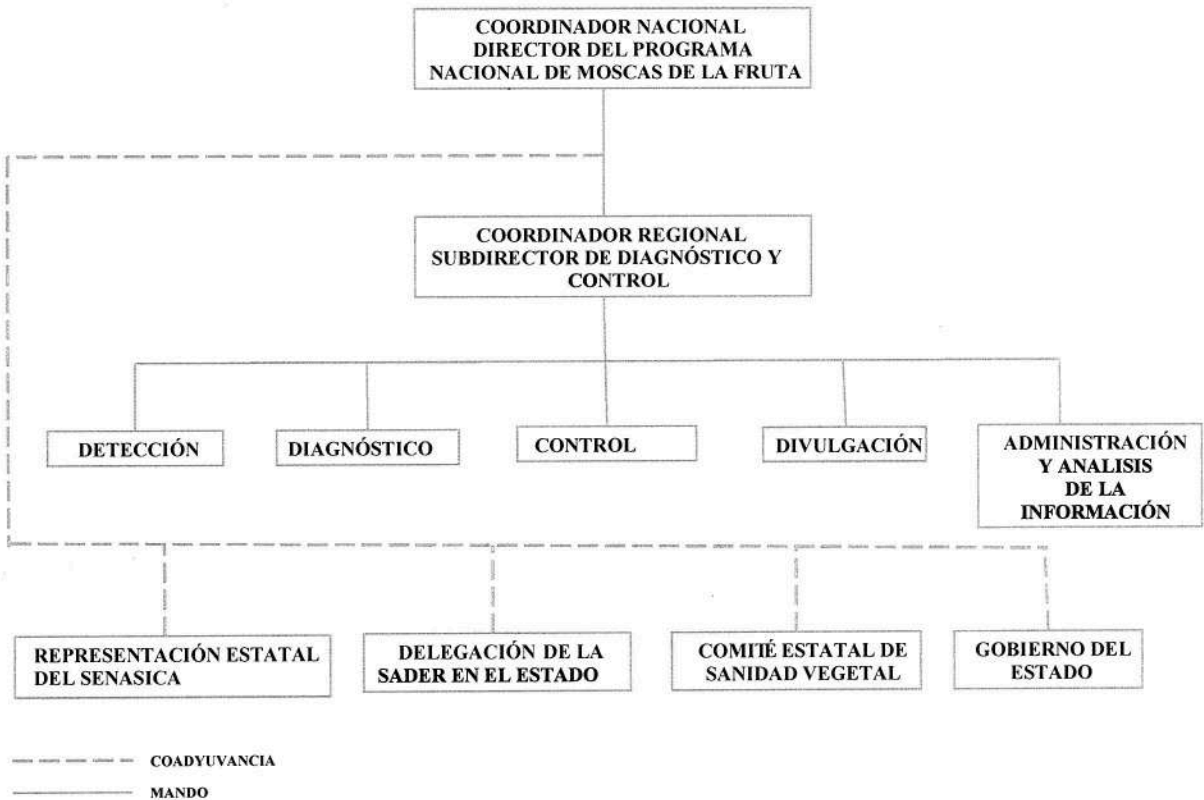 COORDINADOR NACIONAL
DIRECTOR DEL PROGRAMA
NACIONAL DE MOSCAS DE LA FRUTA
COORDINADOR REGIONAL
SUBDIRECTOR DE DIAGNÓSTICO Y
CONTROL
DETECCIÓN
DIAGNÓSTICO
CONTROL
DIVULGACIÓN
ADMINISTRACIÓN
Y ANALISIS
DE LA
INFORMACIÓN
REPRESENTACIÓN ESTATAL
DEL SENASICA
DELEGACIÓN DE LA
SADER EN EL ESTADO
COMITÉ ESTATAL DE
SANIDAD VEGETAL
GOBIERNO DEL
ESTADO
COADYUVANCIA
MANDO